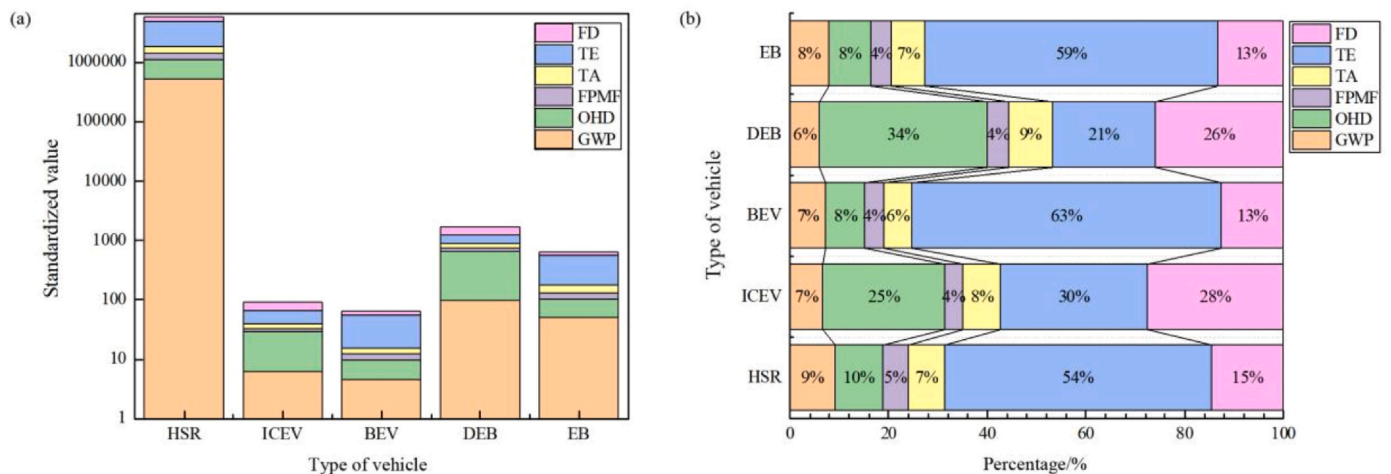 (a)
FD
TE
TA
FPMF
OHD
GWP
1000000
100000
10000
1000
100
10
1
Standardized value
HSR ICEV BEV DEB EB
Type of vehicle
(b)
FD
TE
TA
FPMF
OHD
GWP
Type of vehicle
EB 8% 8% 4% 7% 59% 13%
DEB 6% 34% 4% 9% 21% 26%
BEV 7% 8% 4% 6% 63% 13%
ICEV 7% 25% 4% 8% 30% 28%
HSR 9% 10% 5% 7% 54% 15%
0 20 40 60 80 100
Percentage/%